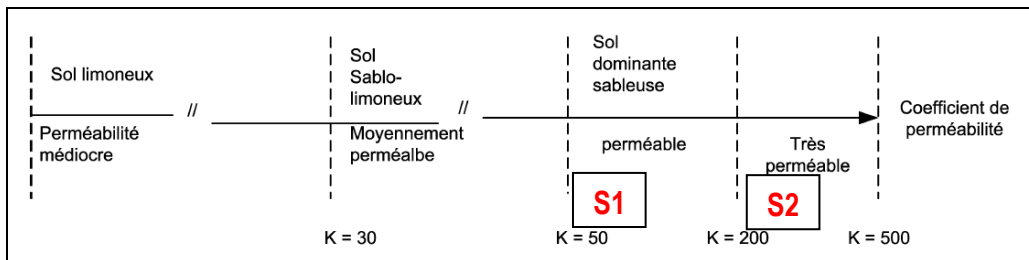 Sol limoneux
//
Perméabilité
médiocre
Sol
Sablo-
limoneux
//
Moyennement
perméalbe
Sol
dominante
sableuse
perméable
Très
perméable
Coefficient de
perméabilité
S1
S2
K = 30
K = 50
K = 200
K = 500